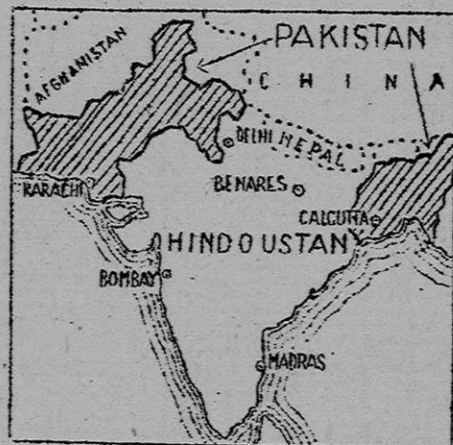 PAKISTAN
AFGHANISTAN
CHINA
DELHI
NEPAL
KARACHI
BENARES
CALCUTTA
HINDOUSTAN
BOMBAY
MADRAS